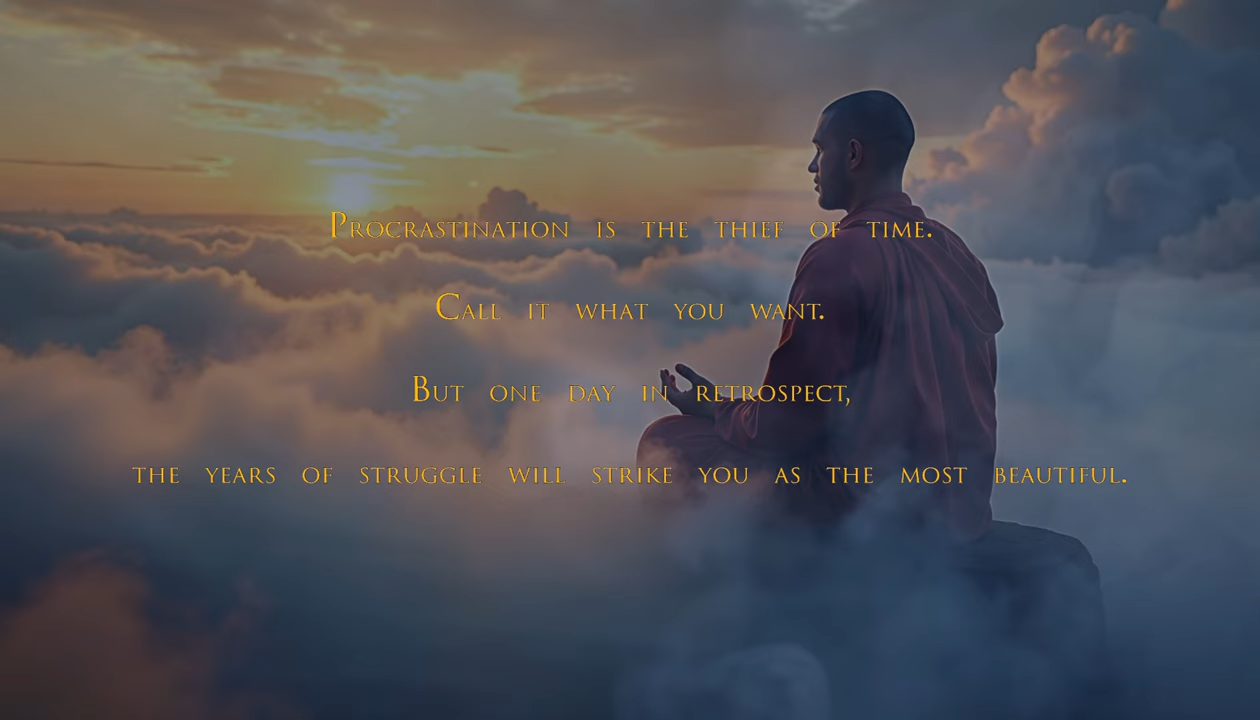 Procrastination is the thief of time.
Call it what you want.
But one day in retrospect,
the years of struggle will strike you as the most beautiful.